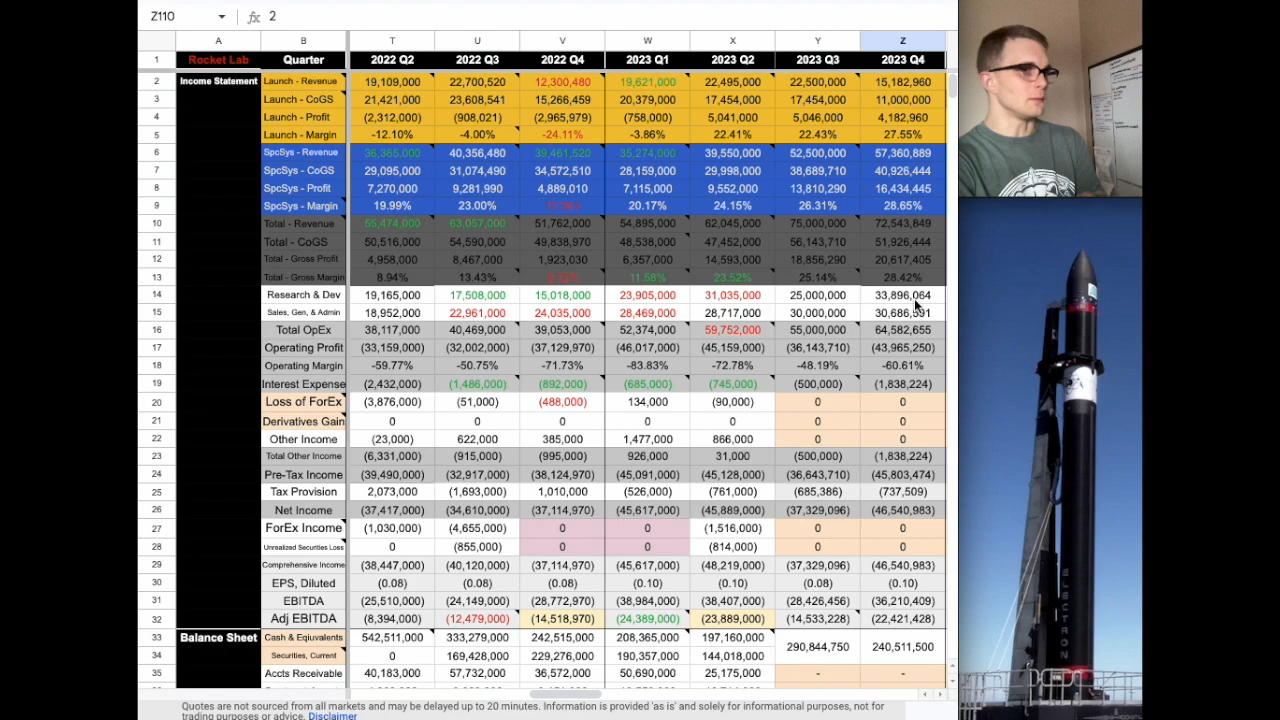 Z110 fx 2
A B T U V W X Y Z
1 Rocket Lab Quarter 2022 Q2 2022 Q3 2022 Q4 2023 Q1 2023 Q2 2023 Q3 2023 Q4
2 Income Statement Launch - Revenue 19,109,000 22,700,520 12,300,480 19,621,000 22,495,000 22,500,000 15,182,960
3 Launch - CoGS 21,421,000 23,608,541 15,266,459 20,379,000 17,454,000 17,454,000 11,000,000
4 Launch - Profit (2,312,000) (908,021) (2,965,979) (758,000) 5,041,000 5,046,000 4,182,960
5 Launch - Margin -12.10% -4.00% -24.11% -3.86% 22.41% 22.43% 27.55%
6 SpcSys - Revenue 36,365,000 40,356,480 39,461,520 35,274,000 39,550,000 52,500,000 57,360,889
7 SpcSys - CoGS 29,095,000 31,074,490 34,572,510 28,159,000 29,998,000 38,689,710 40,926,444
8 SpcSys - Profit 7,270,000 9,281,990 4,889,010 7,115,000 9,552,000 13,810,290 16,434,445
9 SpcSys - Margin 19.99% 23.00% 20.17% 24.15% 26.31% 28.65%
10 Total - Revenue 55,474,000 63,057,000 51,762,000 54,895,000 62,045,000 75,000,000 72,543,849
11 Total - CoGS 50,516,000 54,590,000 49,838,970 48,538,000 47,452,000 56,143,710 51,926,444
12 Total - Gross Profit 4,958,000 8,467,000 1,923,030 6,357,000 14,593,000 18,856,290 20,617,405
13 Total - Gross Margin 8.94% 13.43% 11.58% 23.52% 25.14% 28.42%
14 Research & Dev 19,165,000 17,508,000 15,018,000 23,905,000 31,035,000 25,000,000 33,896,064
15 Sales, Gen, & Admin 18,952,000 22,961,000 24,035,000 28,469,000 28,717,000 30,000,000 30,686,591
16 Total OpEx 38,117,000 40,469,000 39,053,000 52,374,000 59,752,000 55,000,000 64,582,655
17 Operating Profit (33,159,000) (32,002,000) (37,129,970) (46,017,000) (45,159,000) (36,143,710) (43,965,250)
18 Operating Margin -59.77% -50.75% -71.73% -83.83% -72.78% -48.19% -60.61%
19 Interest Expense (2,432,000) (1,486,000) (892,000) (685,000) (745,000) (500,000) (1,838,224)
20 Loss of ForEx (3,876,000) (51,000) (488,000) 134,000 (90,000) 0 0
21 Derivatives Gain 0 0 0 0 0 0 0
22 Other Income (23,000) 622,000 385,000 1,477,000 866,000 0 0
23 Total Other Income (6,331,000) (915,000) (995,000) 926,000 31,000 (500,000) (1,838,224)
24 Pre-Tax Income (39,490,000) (32,917,000) (38,124,970) (45,091,000) (45,128,000) (36,643,710) (45,803,474)
25 Tax Provision 2,073,000 (1,693,000) 1,010,000 (526,000) (761,000) (685,386) (737,509)
26 Net Income (37,417,000) (34,610,000) (37,114,970) (45,617,000) (45,889,000) (37,329,096) (46,540,983)
27 ForEx Income (1,030,000) (4,655,000) 0 0 (1,516,000) 0 0
28 Unrealized Securities Loss 0 (855,000) 0 0 (814,000) 0 0
29 Comprehensive Income (38,447,000) (40,120,000) (37,114,970) (45,617,000) (48,219,000) (37,329,096) (46,540,983)
30 EPS, Diluted (0.08) (0.08) (0.08) (0.10) (0.10) (0.08) (0.10)
31 EBITDA (25,510,000) (24,149,000) (28,772,970) (38,984,000) (38,407,000) (28,426,456) (36,210,409)
32 Adj EBITDA (8,394,000) (12,479,000) (14,518,970) (24,389,000) (23,889,000) (14,533,228) (22,421,428)
33 Balance Sheet Cash & Eqiuvalents 542,511,000 333,279,000 242,515,000 208,365,000 197,160,000 290,844,750 240,511,500
34 Securities, Current 0 169,428,000 229,276,000 190,357,000 144,018,000
35 Accts Receivable 40,183,000 57,732,000 36,572,000 50,690,000 25,175,000 - -
Quotes are not sourced from all markets and may be delayed up to 20 minutes. Information is provided 'as is' and solely for informational purposes, not for
trading purposes or advice. Disclaimer
ELECTRON